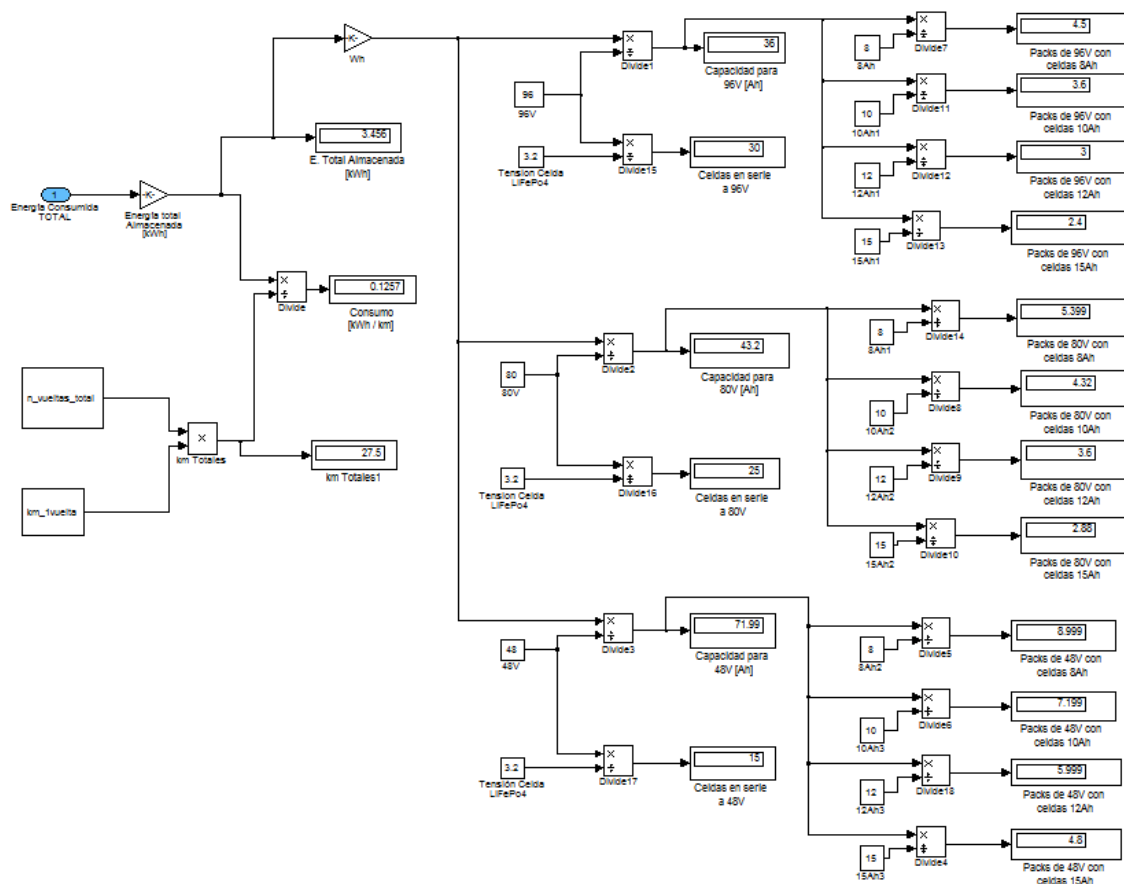 -K-
Wh
3.456
E. Total Almacenada
[kWh]
1
Energía Consumida
TOTAL
-K-
Energía total
Almacenada
[kWh]
×
÷
Divide
0.1257
Consumo
[kWh / km]
n_vueltas_total
km_1vuelta
×
km Totales
27.5
km Totales1
96
96V
3.2
Tensión Celda
LiFePo4
×
÷
Divide1
36
Capacidad para
96V [Ah]
×
÷
Divide15
30
Celdas en serie
a 96V
8
8Ah
×
÷
Divide7
4.5
Packs de 96V con
celdas 8Ah
10
10Ah1
×
÷
Divide11
3.6
Packs de 96V con
celdas 10Ah
12
12Ah1
×
÷
Divide12
3
Packs de 96V con
celdas 12Ah
15
15Ah1
×
÷
Divide13
2.4
Packs de 96V con
celdas 15Ah
80
80V
3.2
Tensión Celda
LiFePo4
×
÷
Divide2
43.2
Capacidad para
80V [Ah]
×
÷
Divide16
25
Celdas en serie
a 80V
8
8Ah1
×
÷
Divide14
5.399
Packs de 80V con
celdas 8Ah
10
10Ah2
×
÷
Divide8
4.32
Packs de 80V con
celdas 10Ah
12
12Ah2
×
÷
Divide9
3.6
Packs de 80V con
celdas 12Ah
15
15Ah2
×
÷
Divide10
2.88
Packs de 80V con
celdas 15Ah
48
48V
3.2
Tensión Celda
LiFePo4
×
÷
Divide3
71.99
Capacidad para
48V [Ah]
×
÷
Divide17
15
Celdas en serie
a 48V
8
8Ah2
×
÷
Divide5
8.999
Packs de 48V con
celdas 8Ah
10
10Ah3
×
÷
Divide6
7.199
Packs de 48V con
celdas 10Ah
12
12Ah3
×
÷
Divide18
5.999
Packs de 48V con
celdas 12Ah
15
15Ah3
×
÷
Divide4
4.8
Packs de 48V con
celdas 15Ah